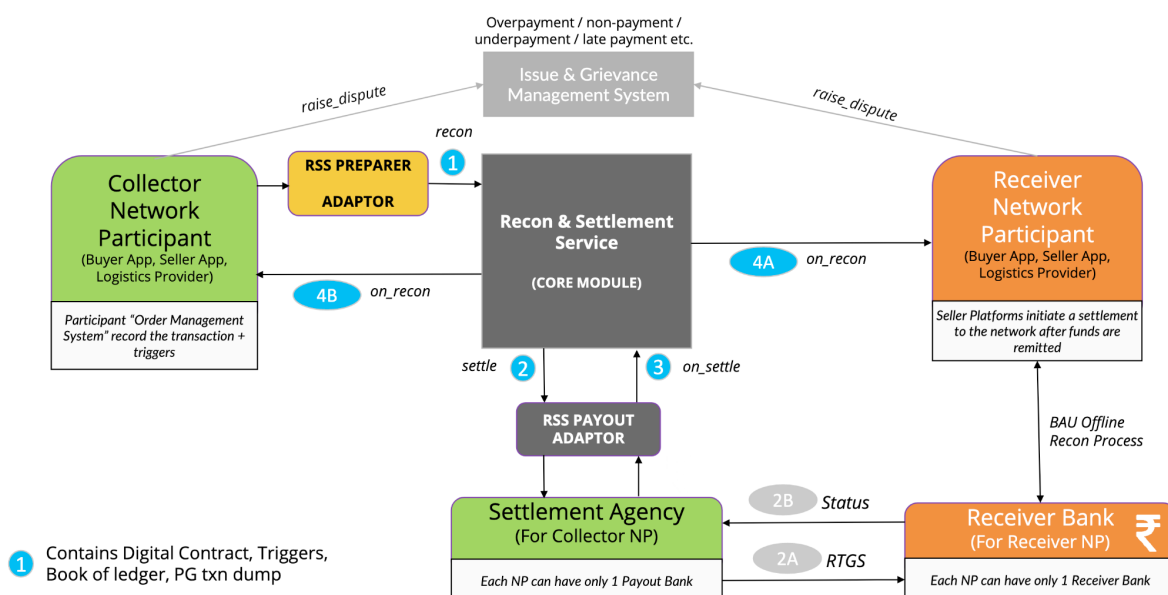 Overpayment / non-payment /
underpayment / late payment etc.
Issue & Grievance
Management System
raise_dispute
raise_dispute
Collector
Network
Participant
(Buyer App, Seller App,
Logistics Provider)
Participant “Order Management
System” record the transaction +
triggers
RSS PREPARER
ADAPTOR
recon
1
Recon & Settlement
Service
(CORE MODULE)
4A on_recon
4B on_recon
Receiver
Network
Participant
(Buyer App, Seller App,
Logistics Provider)
Seller Platforms initiate a settlement
to the network after funds are
remitted
settle 2
3 on_settle
RSS PAYOUT
ADAPTOR
BAU Offline
Recon Process
Settlement Agency
(For Collector NP)
Each NP can have only 1 Payout Bank
2B Status
2A RTGS
Receiver Bank
(For Receiver NP)
₹
Each NP can have only 1 Receiver Bank
1 Contains Digital Contract, Triggers,
Book of ledger, PG txn dump